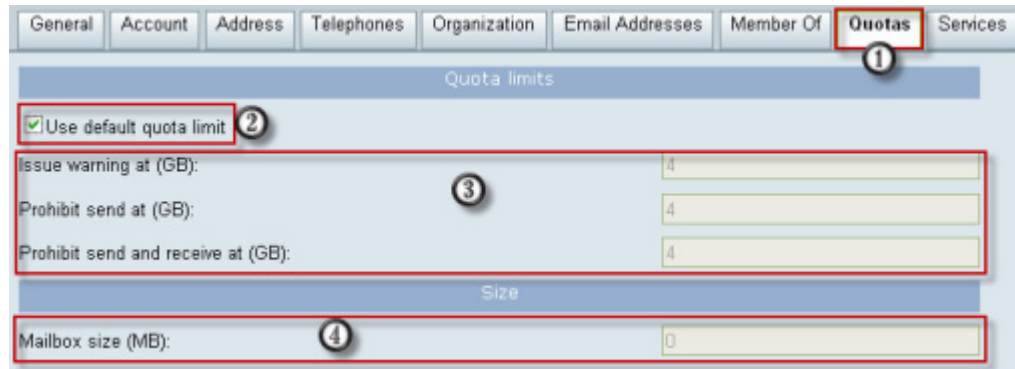 General Account Address Telephones Organization Email Addresses Member Of Quotas Services
1
Quota limits
Use default quota limit 2
Issue warning at (GB): 4
3
Prohibit send at (GB): 4
Prohibit send and receive at (GB): 4
Size
Mailbox size (MB): 4 0